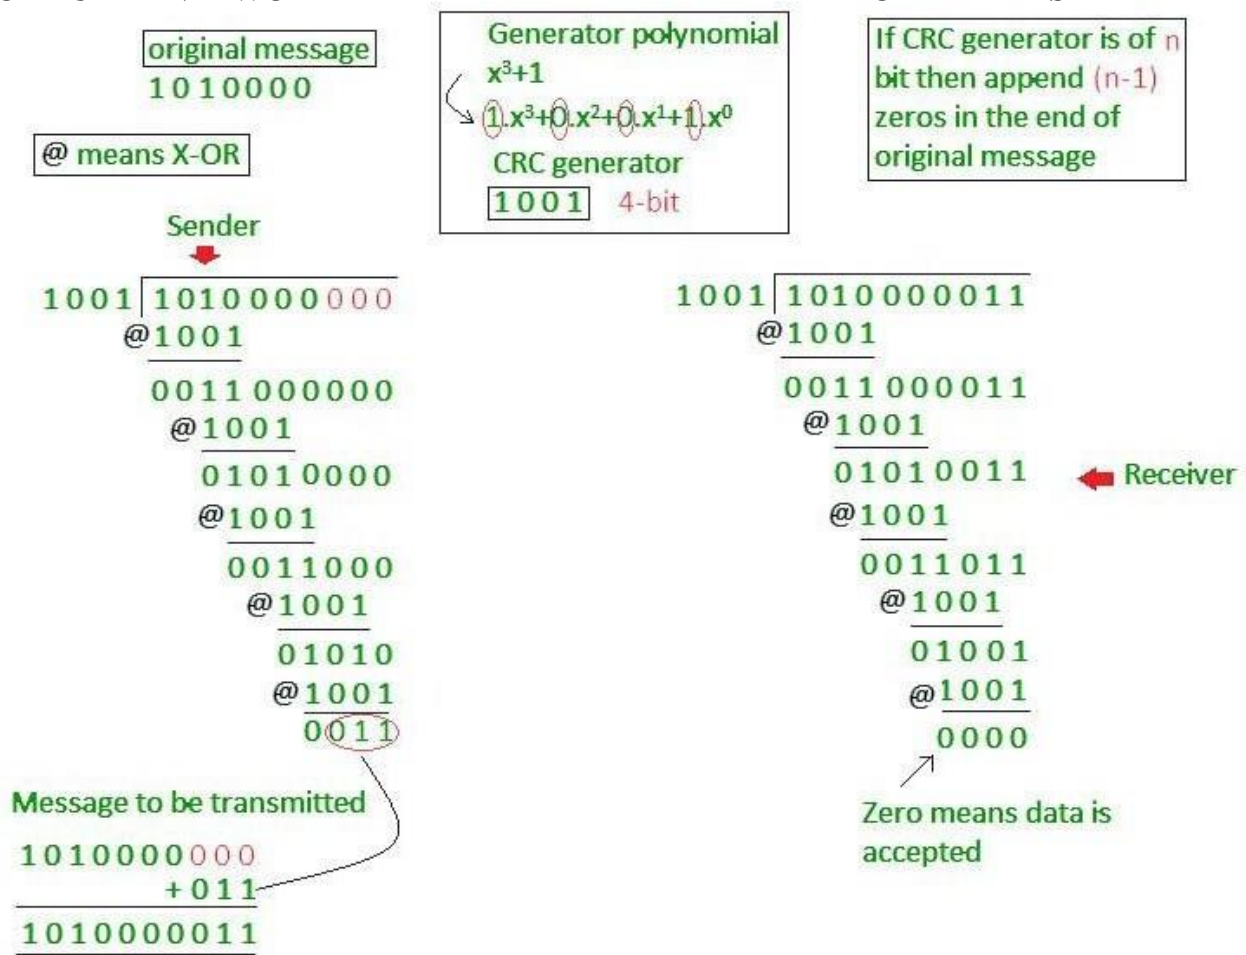 original message
1010000
@ means X-OR
Generator polynomial
x³+1
1.x³+0.x²+0.x¹+1.x⁰
CRC generator
1001 4-bit
If CRC generator is of n
bit then append (n-1)
zeros in the end of
original message
Sender
1001 1010000000
@1001
0011000000
@1001
01010000
@1001
0011000
@1001
01010
@1001
0011
Message to be transmitted
1010000000
+011
1010000011
1001 1010000011
@1001
0011000011
@1001
01010011
@1001
0011011
@1001
01001
@1001
0000
Receiver
Zero means data is
accepted